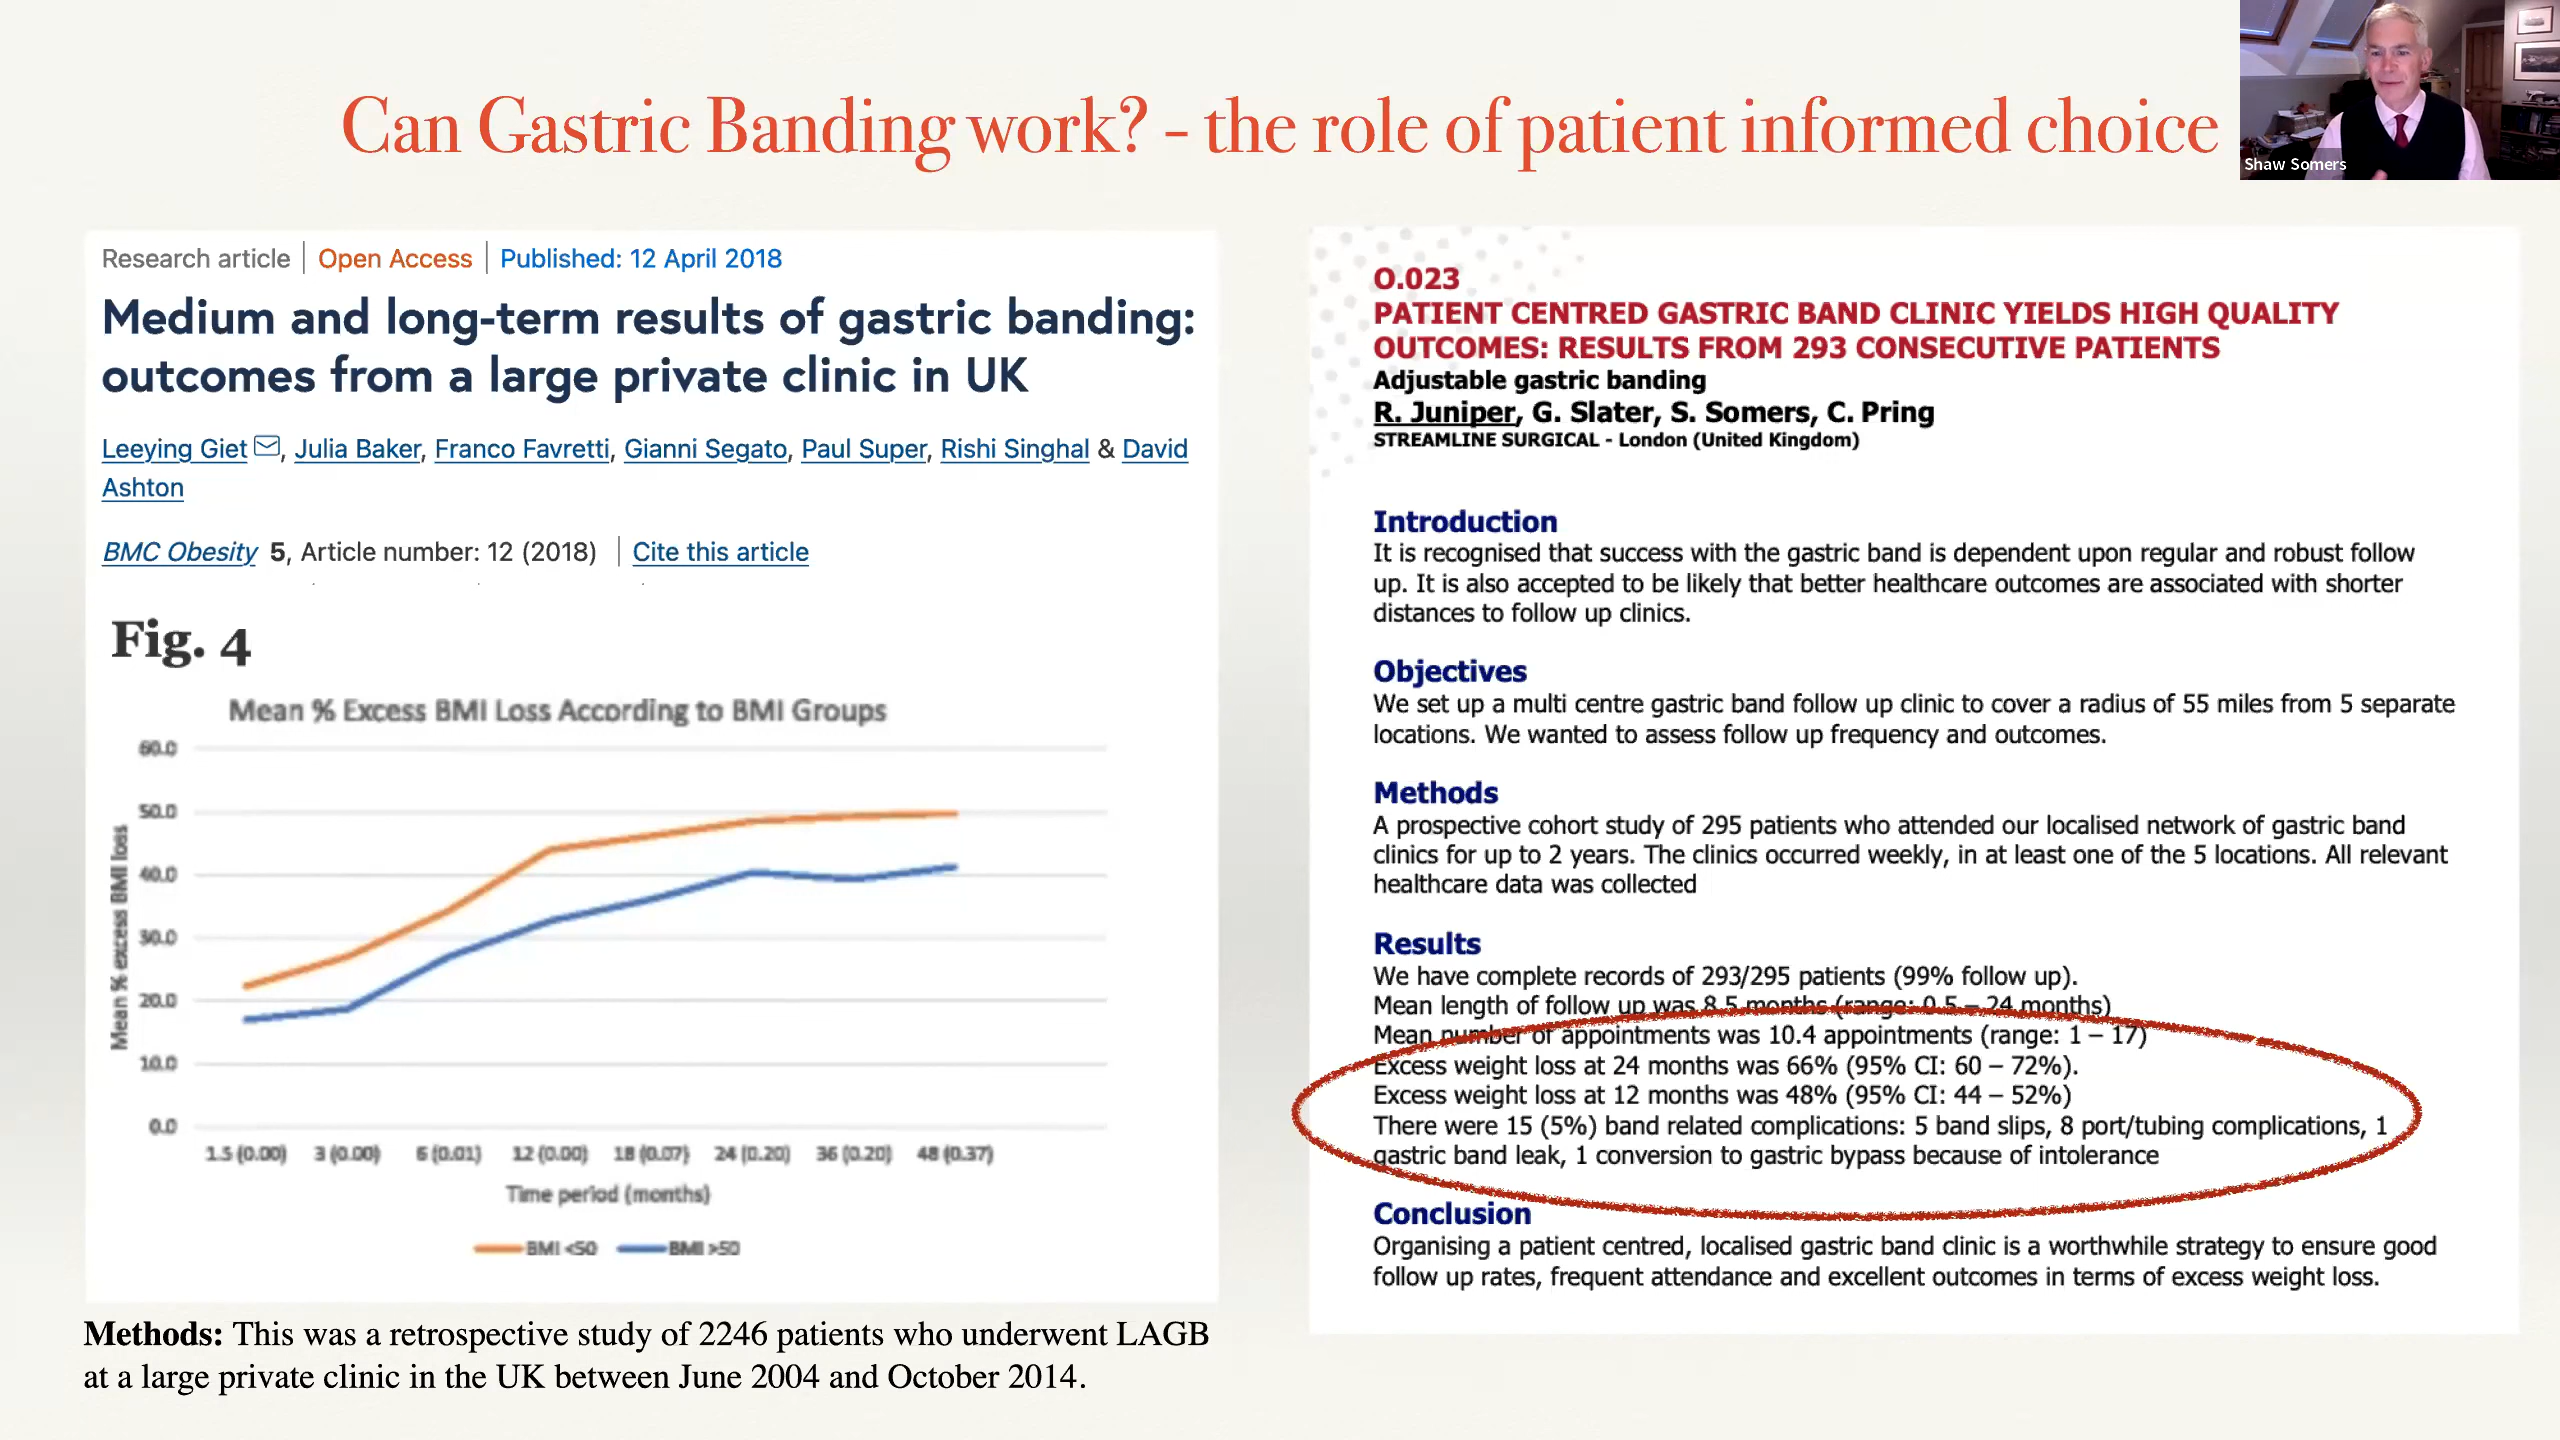 Can Gastric Banding work? - the role of patient informed choice
Shaw Somers
Research article | Open Access | Published: 12 April 2018
Medium and long-term results of gastric banding:
outcomes from a large private clinic in UK
Leeying Giet, Julia Baker, Franco Favretti, Gianni Segato, Paul Super, Rishi Singhal & David
Ashton
BMC Obesity 5, Article number: 12 (2018) | Cite this article
Fig. 4
Mean % Excess BMI Loss According to BMI Groups
Mean % excess BMI loss
60.0
50.0
40.0
30.0
20.0
10.0
0.0
1.5 (0.00) 3 (0.00) 6 (0.01) 12 (0.00) 18 (0.07) 24 (0.20) 36 (0.20) 48 (0.37)
Time period (months)
BMI <50 BMI >50
Methods: This was a retrospective study of 2246 patients who underwent LAGB
at a large private clinic in the UK between June 2004 and October 2014.
O.023
PATIENT CENTRED GASTRIC BAND CLINIC YIELDS HIGH QUALITY
OUTCOMES: RESULTS FROM 293 CONSECUTIVE PATIENTS
Adjustable gastric banding
R. Juniper, G. Slater, S. Somers, C. Pring
STREAMLINE SURGICAL - London (United Kingdom)
Introduction
It is recognised that success with the gastric band is dependent upon regular and robust follow
up. It is also accepted to be likely that better healthcare outcomes are associated with shorter
distances to follow up clinics.
Objectives
We set up a multi centre gastric band follow up clinic to cover a radius of 55 miles from 5 separate
locations. We wanted to assess follow up frequency and outcomes.
Methods
A prospective cohort study of 295 patients who attended our localised network of gastric band
clinics for up to 2 years. The clinics occurred weekly, in at least one of the 5 locations. All relevant
healthcare data was collected
Results
We have complete records of 293/295 patients (99% follow up).
Mean length of follow up was 8.5 months (range: 0.5 – 24 months)
Mean number of appointments was 10.4 appointments (range: 1 – 17)
Excess weight loss at 24 months was 66% (95% CI: 60 – 72%).
Excess weight loss at 12 months was 48% (95% CI: 44 – 52%)
There were 15 (5%) band related complications: 5 band slips, 8 port/tubing complications, 1
gastric band leak, 1 conversion to gastric bypass because of intolerance
Conclusion
Organising a patient centred, localised gastric band clinic is a worthwhile strategy to ensure good
follow up rates, frequent attendance and excellent outcomes in terms of excess weight loss.